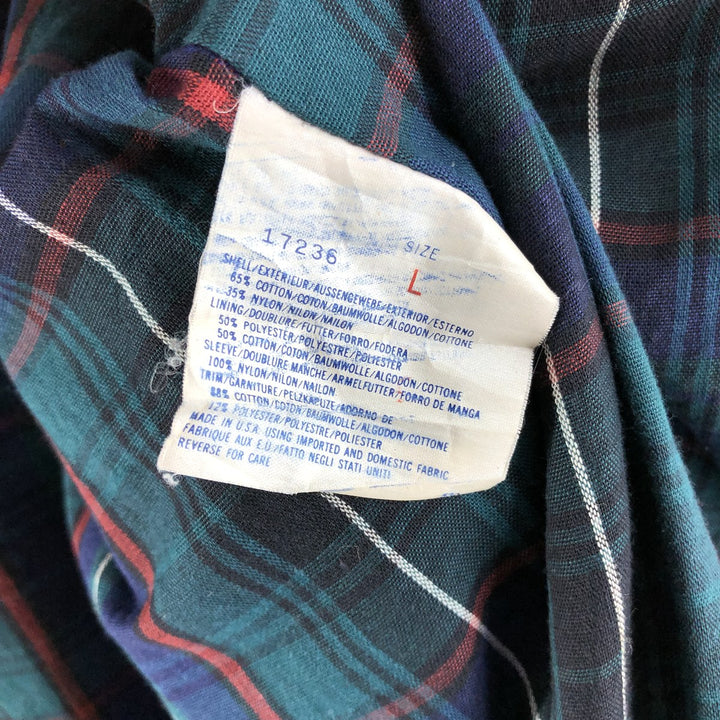 17236 SIZE
L
SHELL/EXTERIEUR/AUSSENGEWERE/EXTERIOR/ESTERNO
65% COTTON/COTON/BAUMWOLLE/ALGODON/COTTONE
35% NYLON/NILON/NAILON
LINING/DOUBLURE/FUTTER/FORRO/FODERA
50% POLYESTER/POLYESTRE/POLIESTER
50% COTTON/COTON/BAUMWOLLE/ALGODON/COTTONE
SLEEVE/DOUBLURE MANCHE/ARMELFUTTER/FORRO DE MANGA
100% NYLON/NILON/NAILON
TRIM/GARNITURE/PELZKAPUZE/ADORNO DE
88% COTTON/COTON/BAUMWOLLE/ALGODON/COTTONE
12% POLYESTER/POLYESTRE/POLIESTER
MADE IN U.S.A. USING IMPORTED AND DOMESTIC FABRIC
FABRIQUE AUX E.U./FATTO NEGLI STATI UNITI
REVERSE FOR CARE